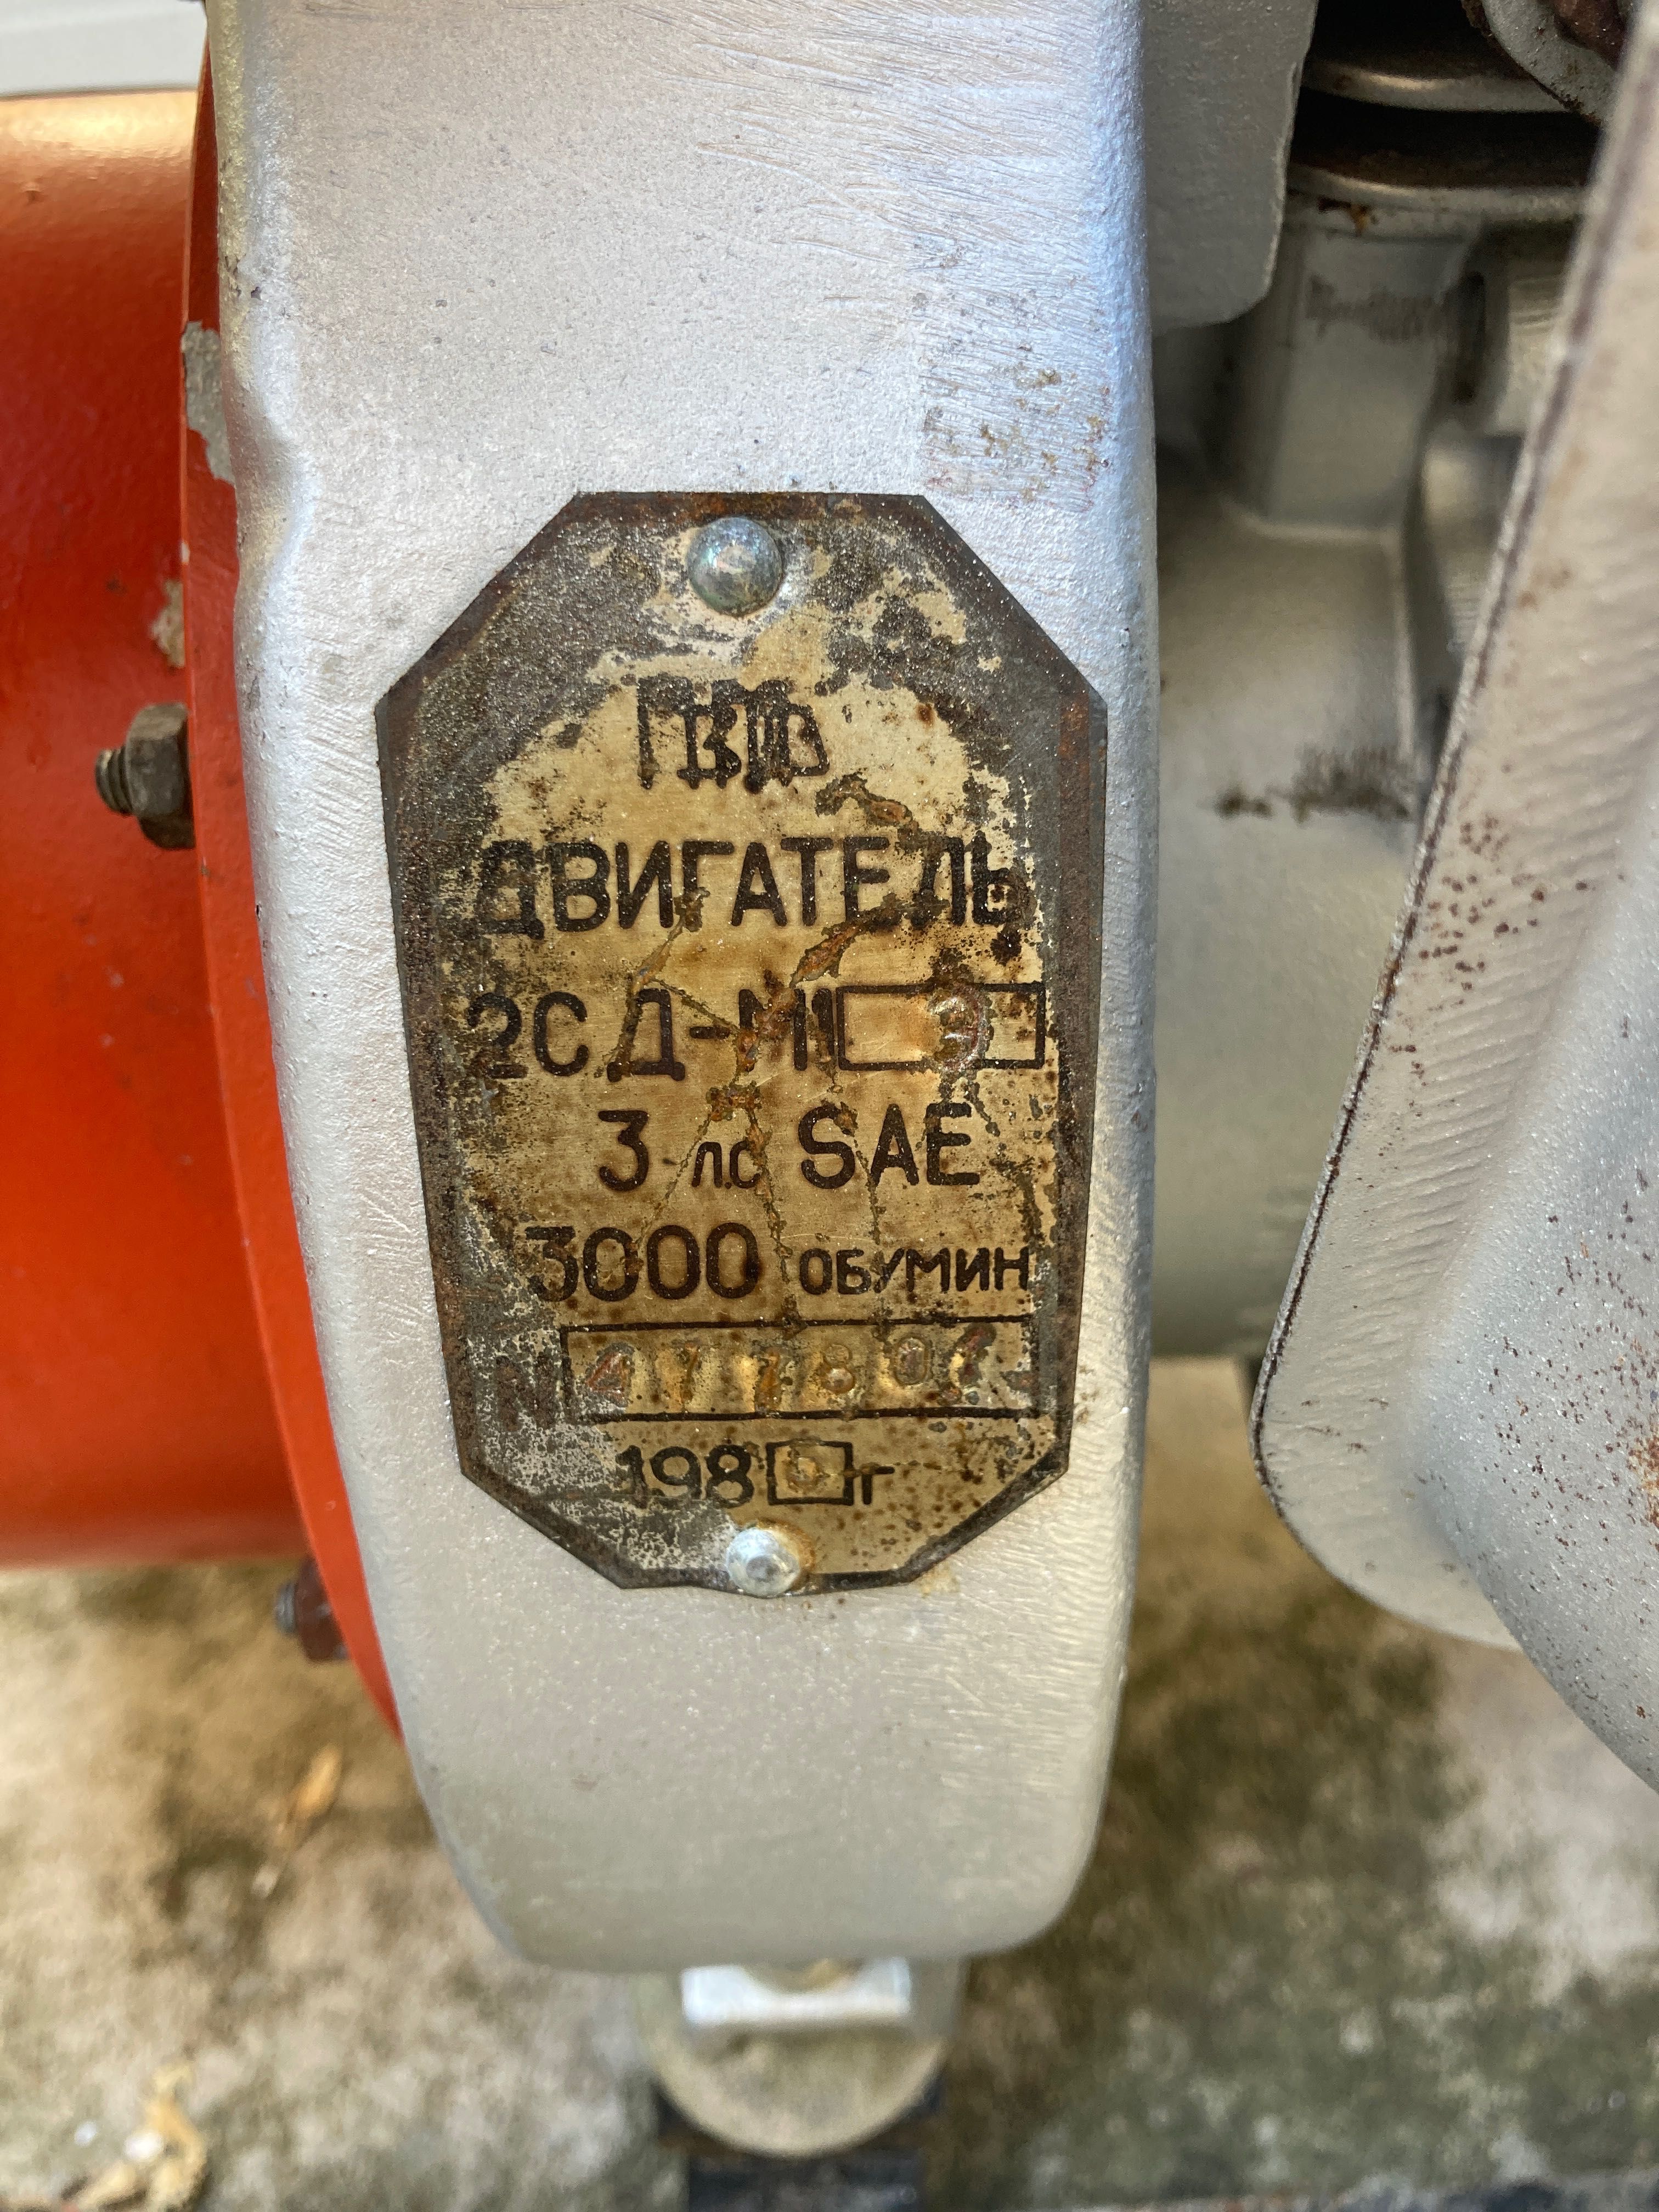 ДВИГАТЕЛЬ
2СД-М1
3 л.с SAE
3000 ОБ/МИН
198 г